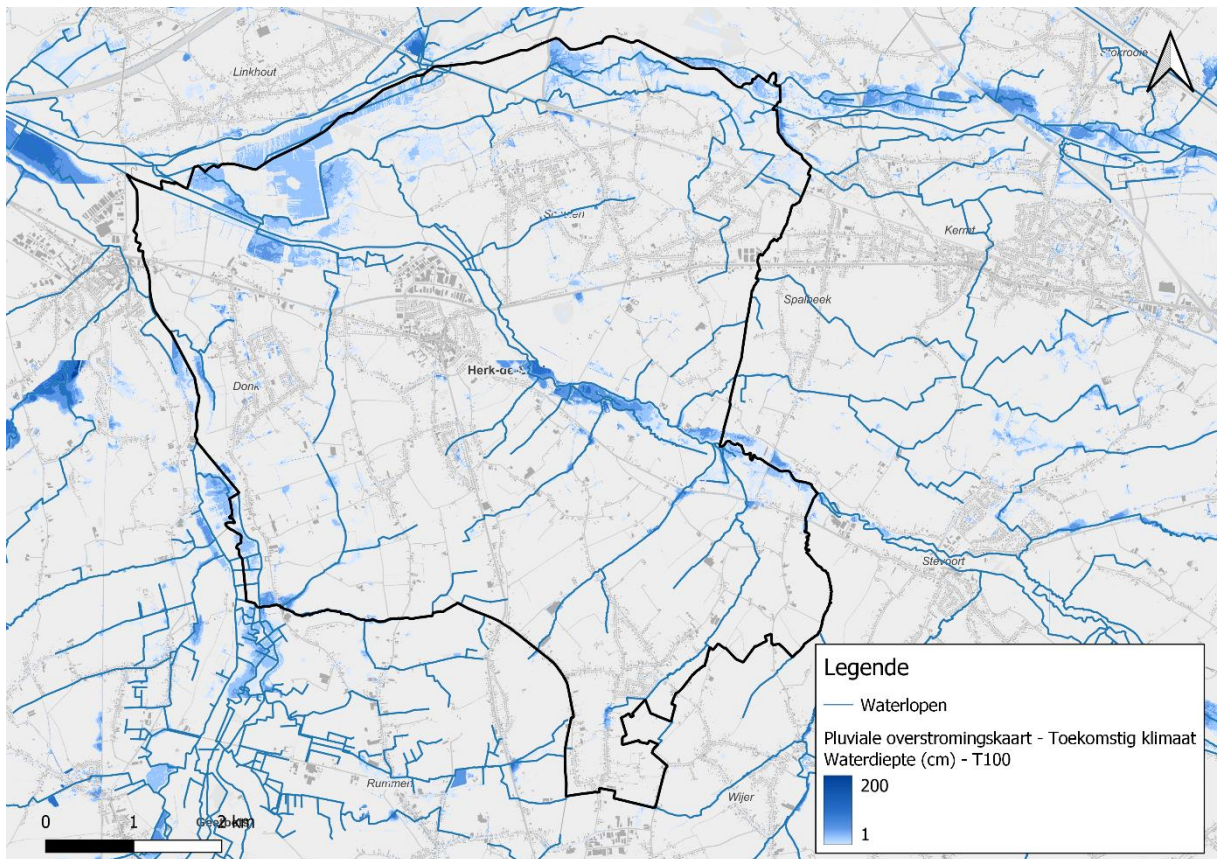 Linkhout
Kermt
Spalbeek
Donk
Herk-de-S
Stevoort
Rummen
Wijer
0 1 2 km
Legende
Waterlopen
Pluviale overstromingskaart - Toekomstig klimaat
Waterdiepte (cm) - T100
200
1